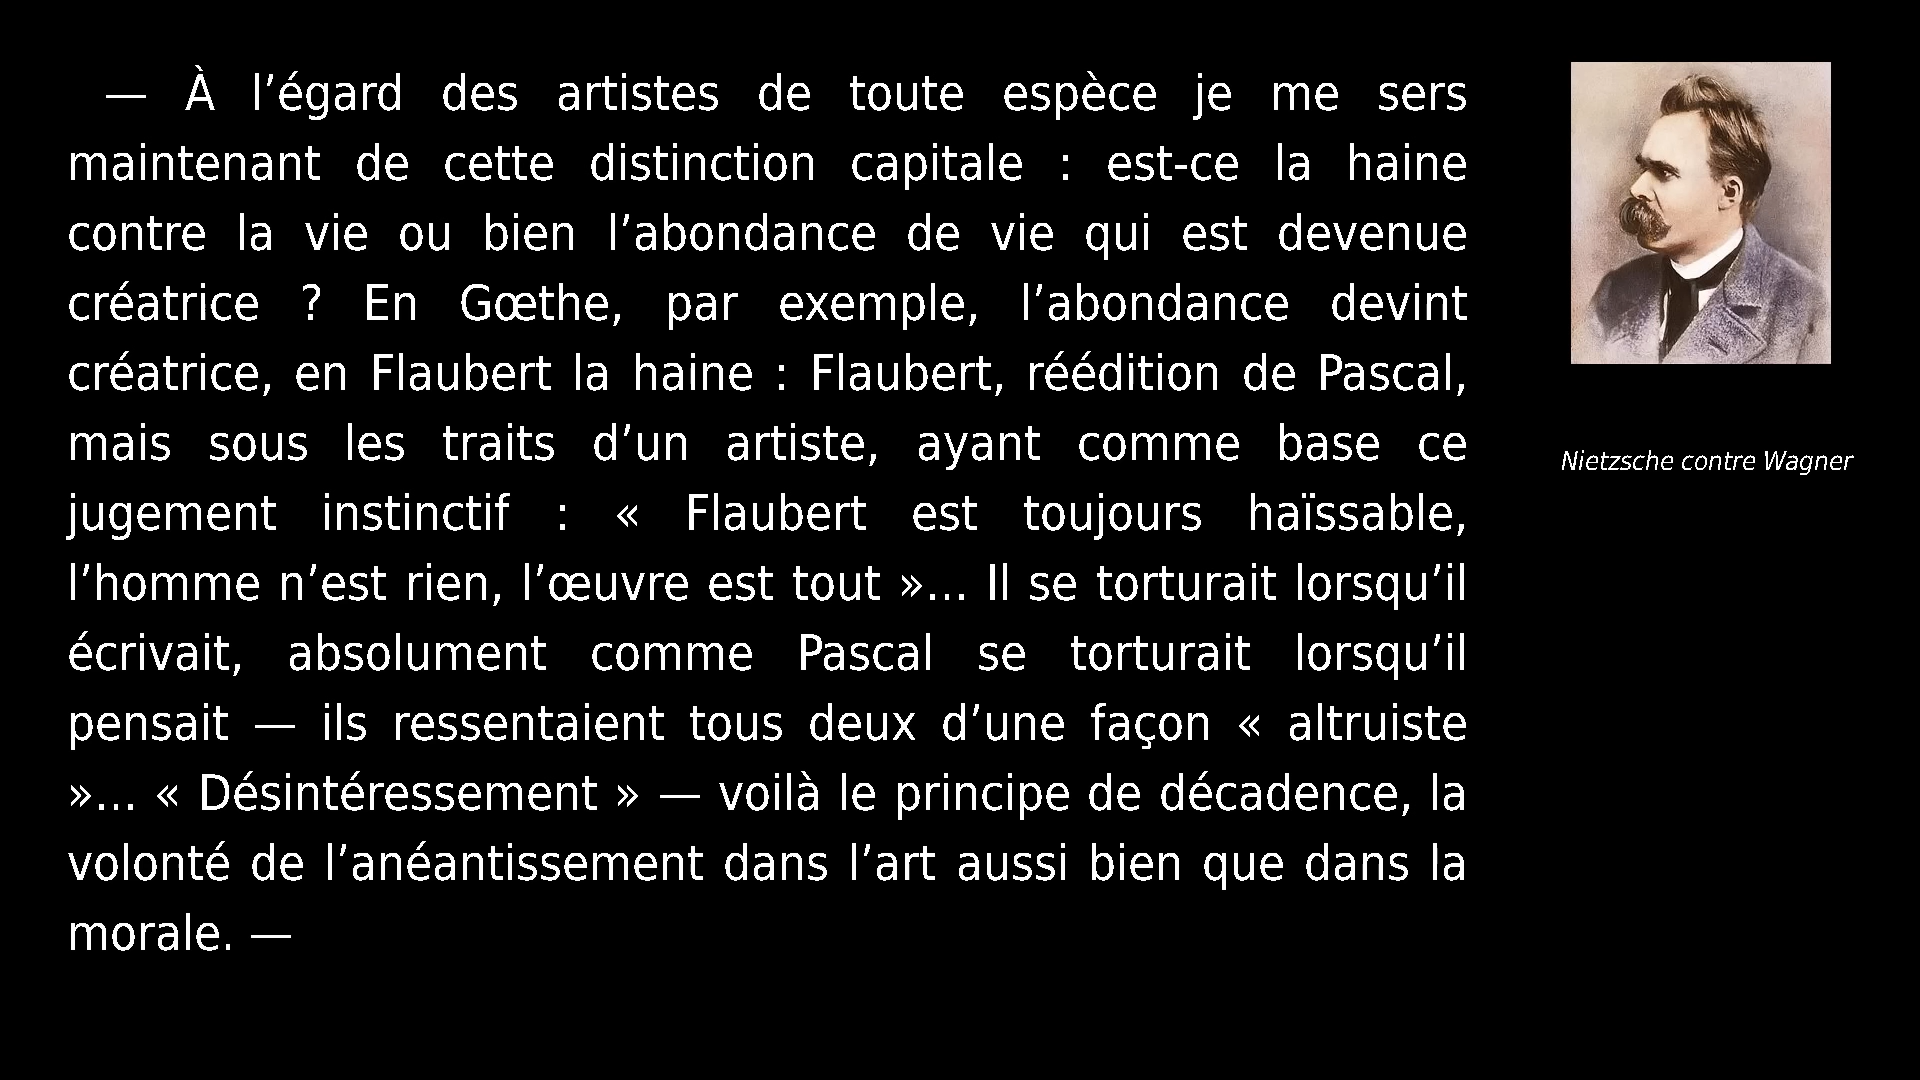 — À l’égard des artistes de toute espèce je me sers
maintenant de cette distinction capitale : est-ce la haine
contre la vie ou bien l’abondance de vie qui est devenue
créatrice ? En Gœthe, par exemple, l’abondance devint
créatrice, en Flaubert la haine : Flaubert, réédition de Pascal,
mais sous les traits d’un artiste, ayant comme base ce
jugement instinctif : « Flaubert est toujours haïssable,
l’homme n’est rien, l’œuvre est tout »… Il se torturait lorsqu’il
écrivait, absolument comme Pascal se torturait lorsqu’il
pensait — ils ressentaient tous deux d’une façon « altruiste
»… « Désintéressement » — voilà le principe de décadence, la
volonté de l’anéantissement dans l’art aussi bien que dans la
morale. —
Nietzsche contre Wagner